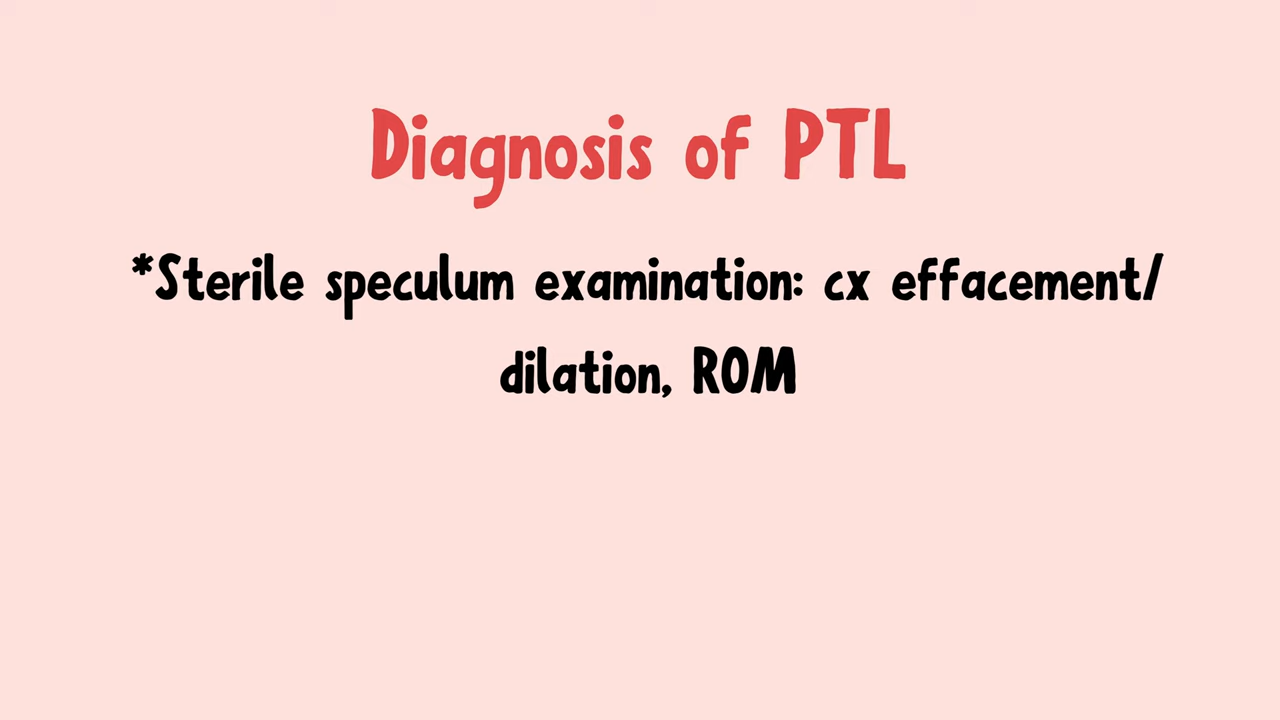 Diagnosis of PTL
*Sterile speculum examination: cx effacement/
dilation, ROM